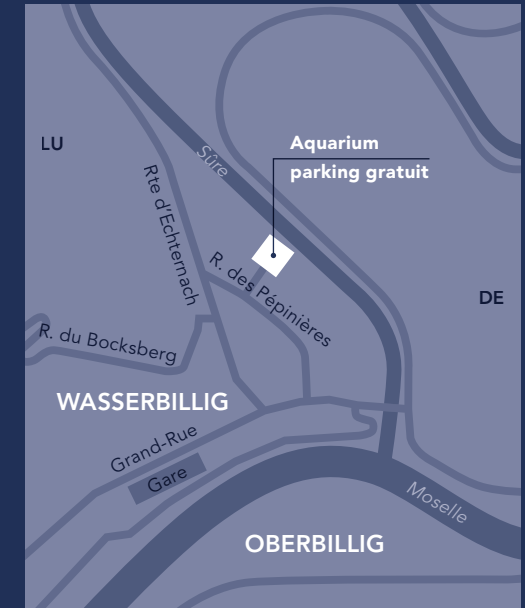 LU
Sûre
Aquarium
parking gratuit
Rte d'Echternach
R. des Pépinières
DE
R. du Bocksberg
WASSERBILLIG
Grand-Rue
Gare
Moselle
OBERBILLIG